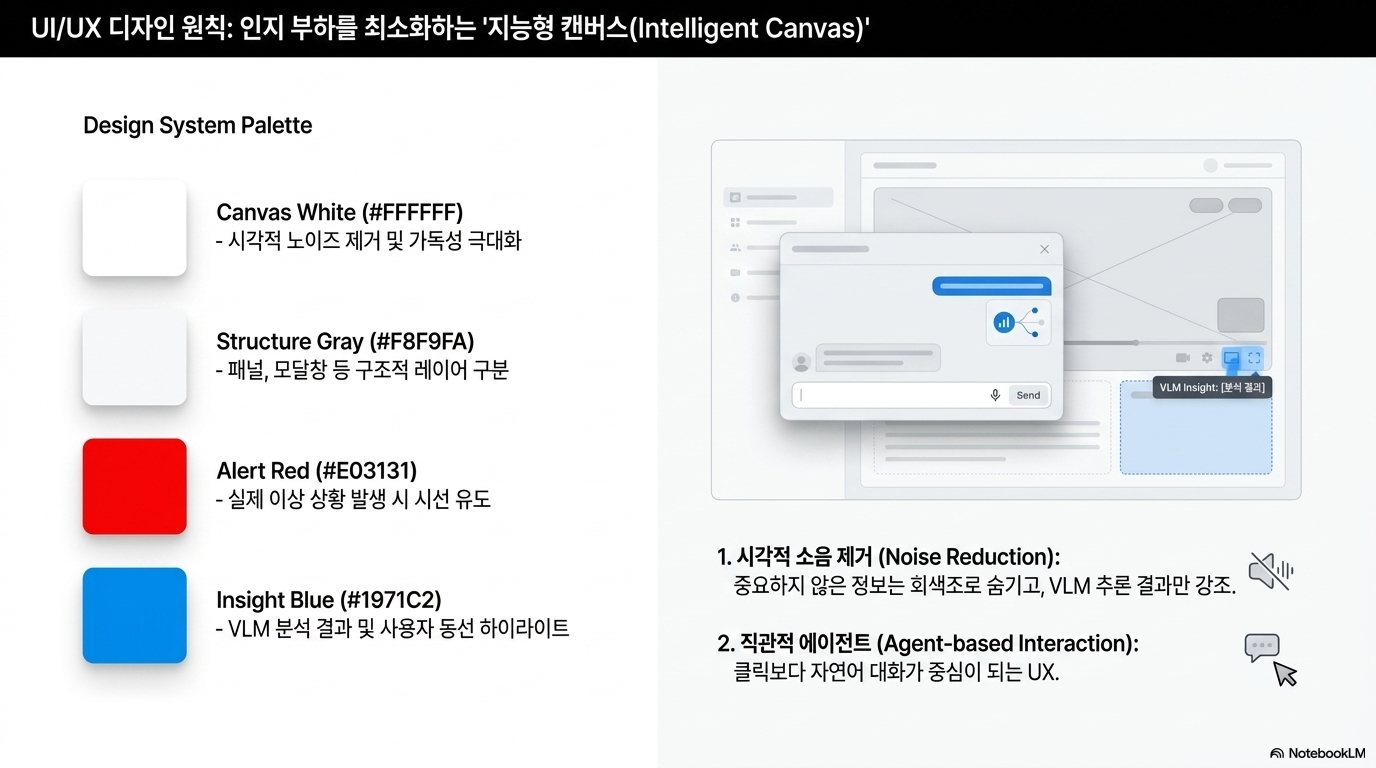 UI/UX 디자인 원칙: 인지 부하를 최소화하는 '지능형 캔버스(Intelligent Canvas)'
Design System Palette
Canvas White (#FFFFFF)
- 시각적 노이즈 제거 및 가독성 극대화
Structure Gray (#F8F9FA)
- 패널, 모달창 등 구조적 레이어 구분
Alert Red (#E03131)
- 실제 이상 상황 발생 시 시선 유도
Insight Blue (#1971C2)
- VLM 분석 결과 및 사용자 동선 하이라이트
Send
VLM Insight: [분석 결과]
1. 시각적 소음 제거 (Noise Reduction):
중요하지 않은 정보는 회색조로 숨기고, VLM 추론 결과만 강조.
2. 직관적 에이전트 (Agent-based Interaction):
클릭보다 자연어 대화가 중심이 되는 UX.
NotebookLM